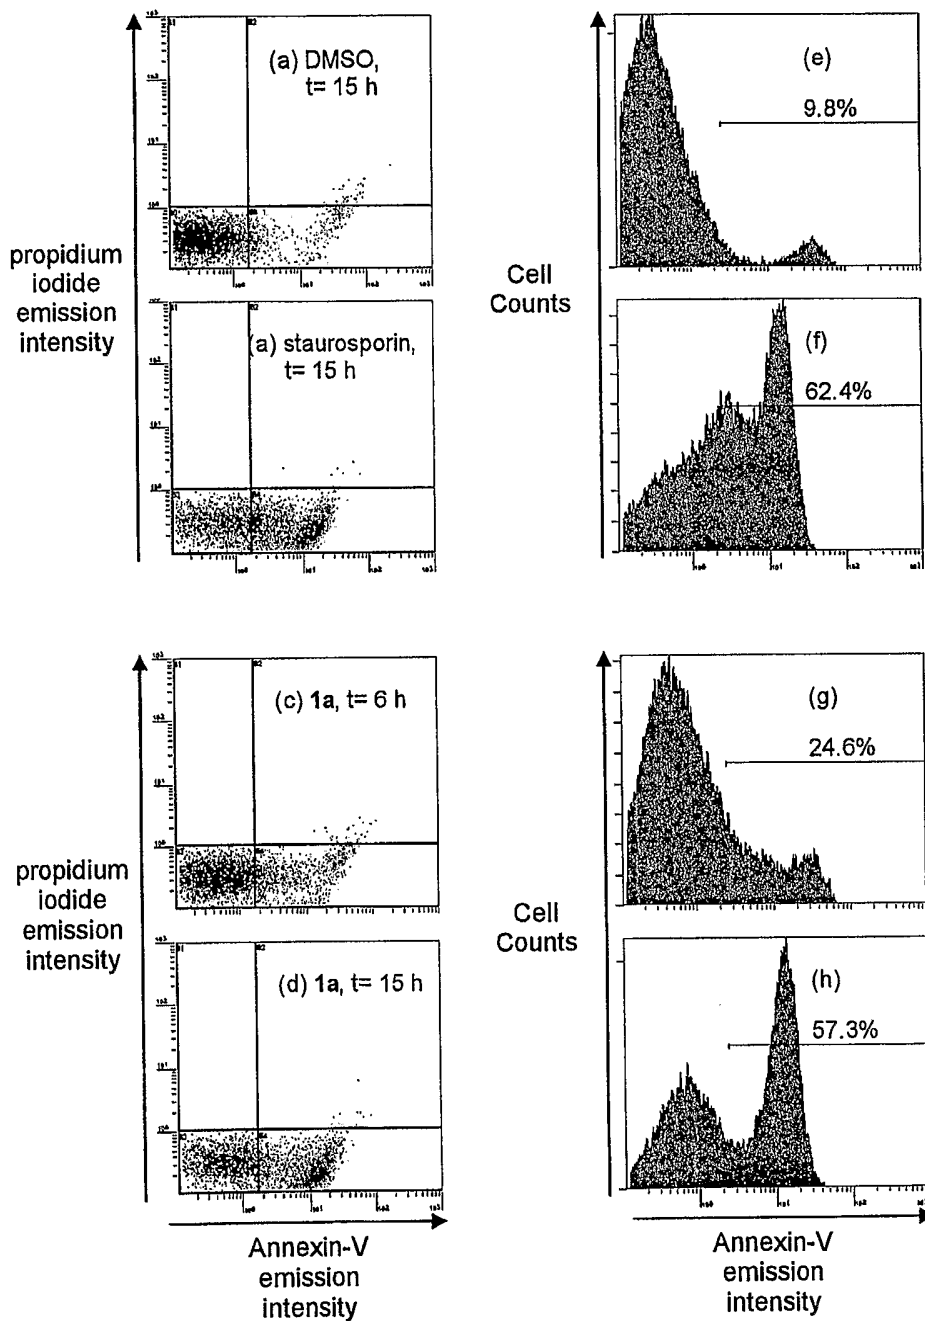 (a) DMSO,
t= 15 h
(e)
9.8%
propidium
iodide
emission
intensity
Cell
Counts
(a) staurosporin,
t= 15 h
(f)
62.4%
(c) 1a, t= 6 h
(g)
24.6%
propidium
iodide
emission
intensity
Cell
Counts
(d) 1a, t= 15 h
(h)
57.3%
Annexin-V
emission
intensity
Annexin-V
emission
intensity